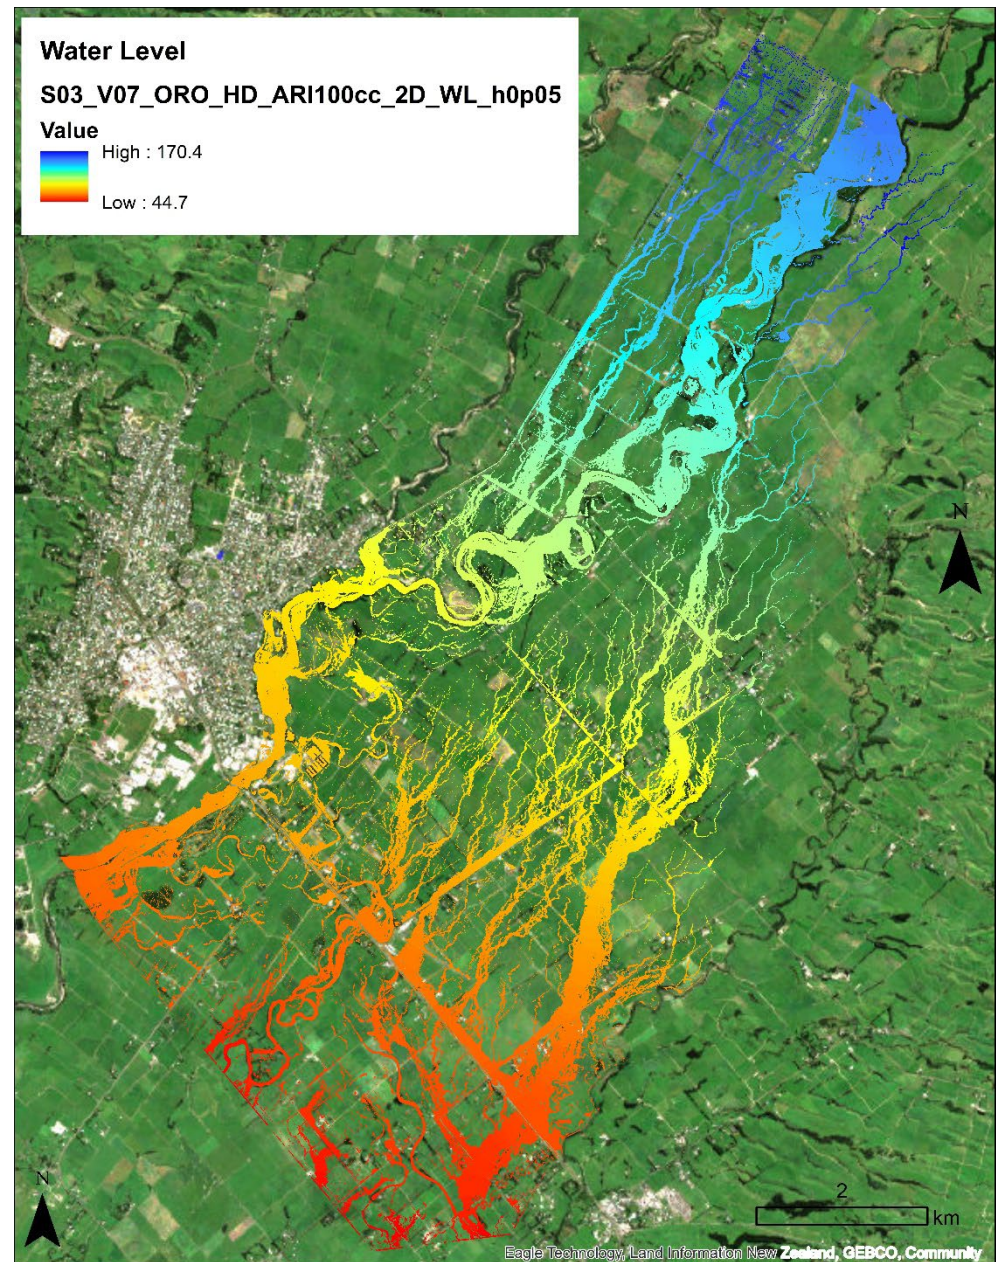 Water Level
S03_V07_ORO_HD_ARI100cc_2D_WL_h0p05
Value
High : 170.4
Low : 44.7
N
N
2
km
Eagle Technology, Land Information New Zealand, GEBCO, Community